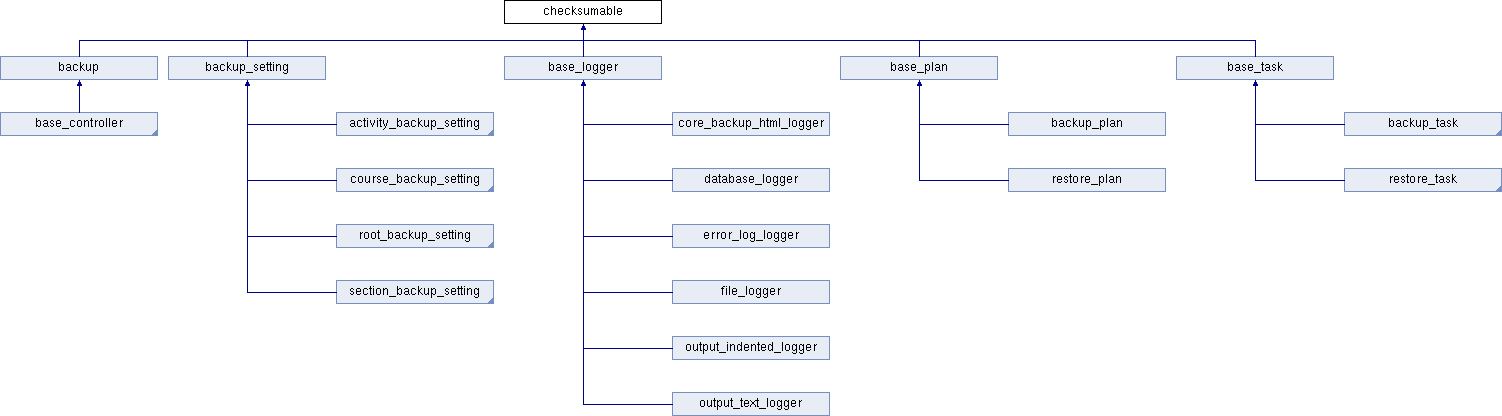 checksumable
backup
backup_setting
base_logger
base_plan
base_task
base_controller
activity_backup_setting
core_backup_html_logger
backup_plan
backup_task
course_backup_setting
database_logger
restore_plan
restore_task
root_backup_setting
error_log_logger
section_backup_setting
file_logger
output_indented_logger
output_text_logger